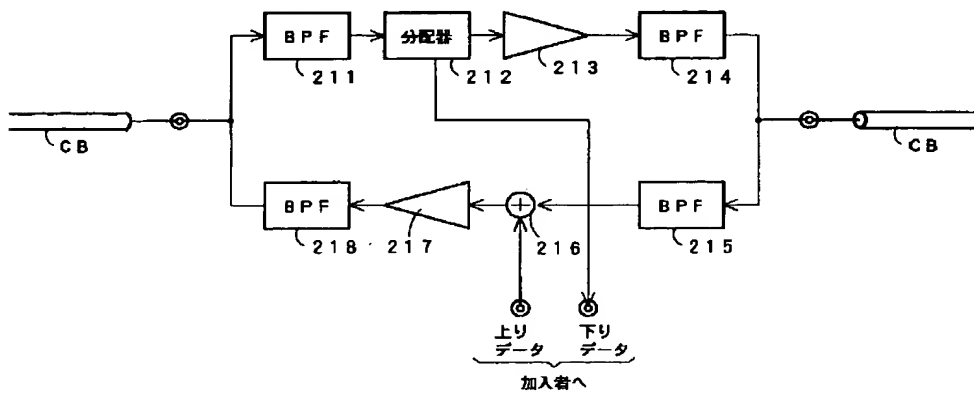 BPF
分配器
BPF
211
212
213
214
CB
CB
BPF
BPF
218
217
216
215
上り
データ
下り
データ
加入者へ